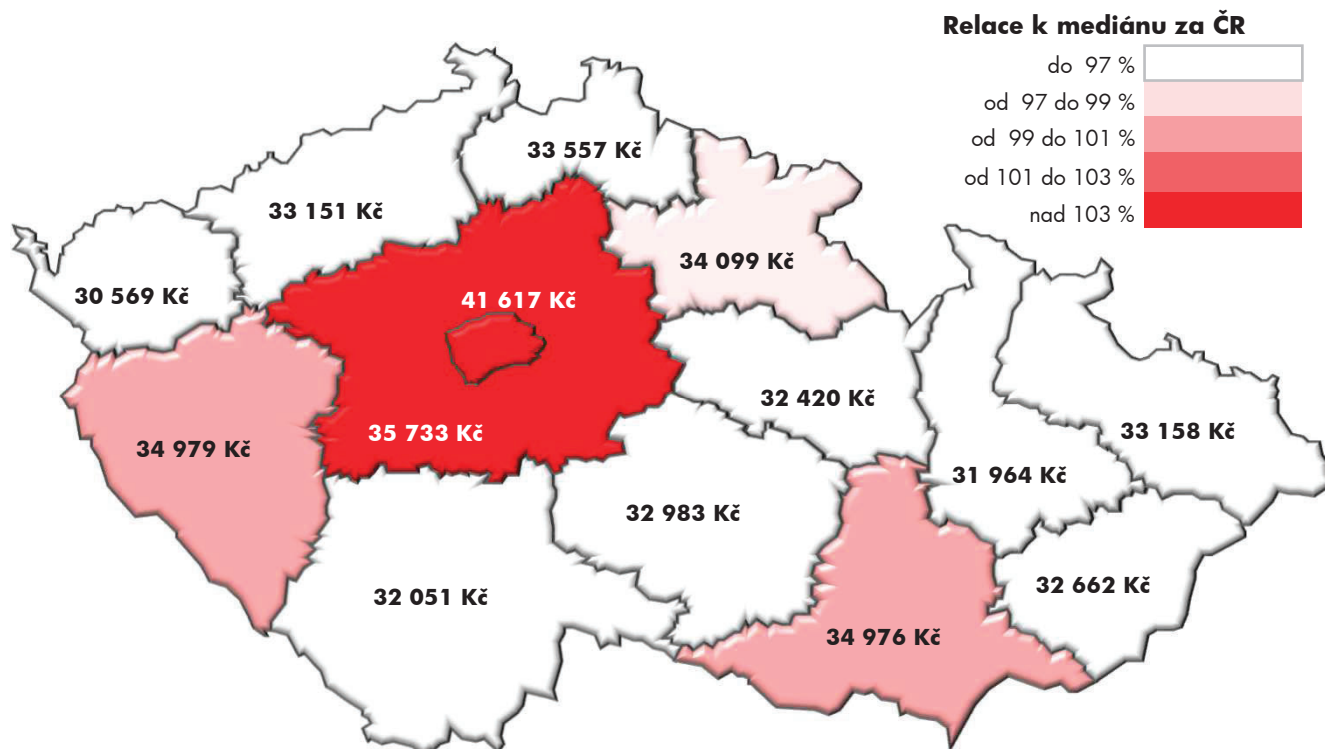 Relace k mediánu za ČR
do 97 %
od 97 do 99 %
od 99 do 101 %
od 101 do 103 %
nad 103 %
33 557 Kč
33 151 Kč
34 099 Kč
30 569 Kč
41 617 Kč
32 420 Kč
35 733 Kč
33 158 Kč
34 979 Kč
31 964 Kč
32 983 Kč
32 662 Kč
32 051 Kč
34 976 Kč